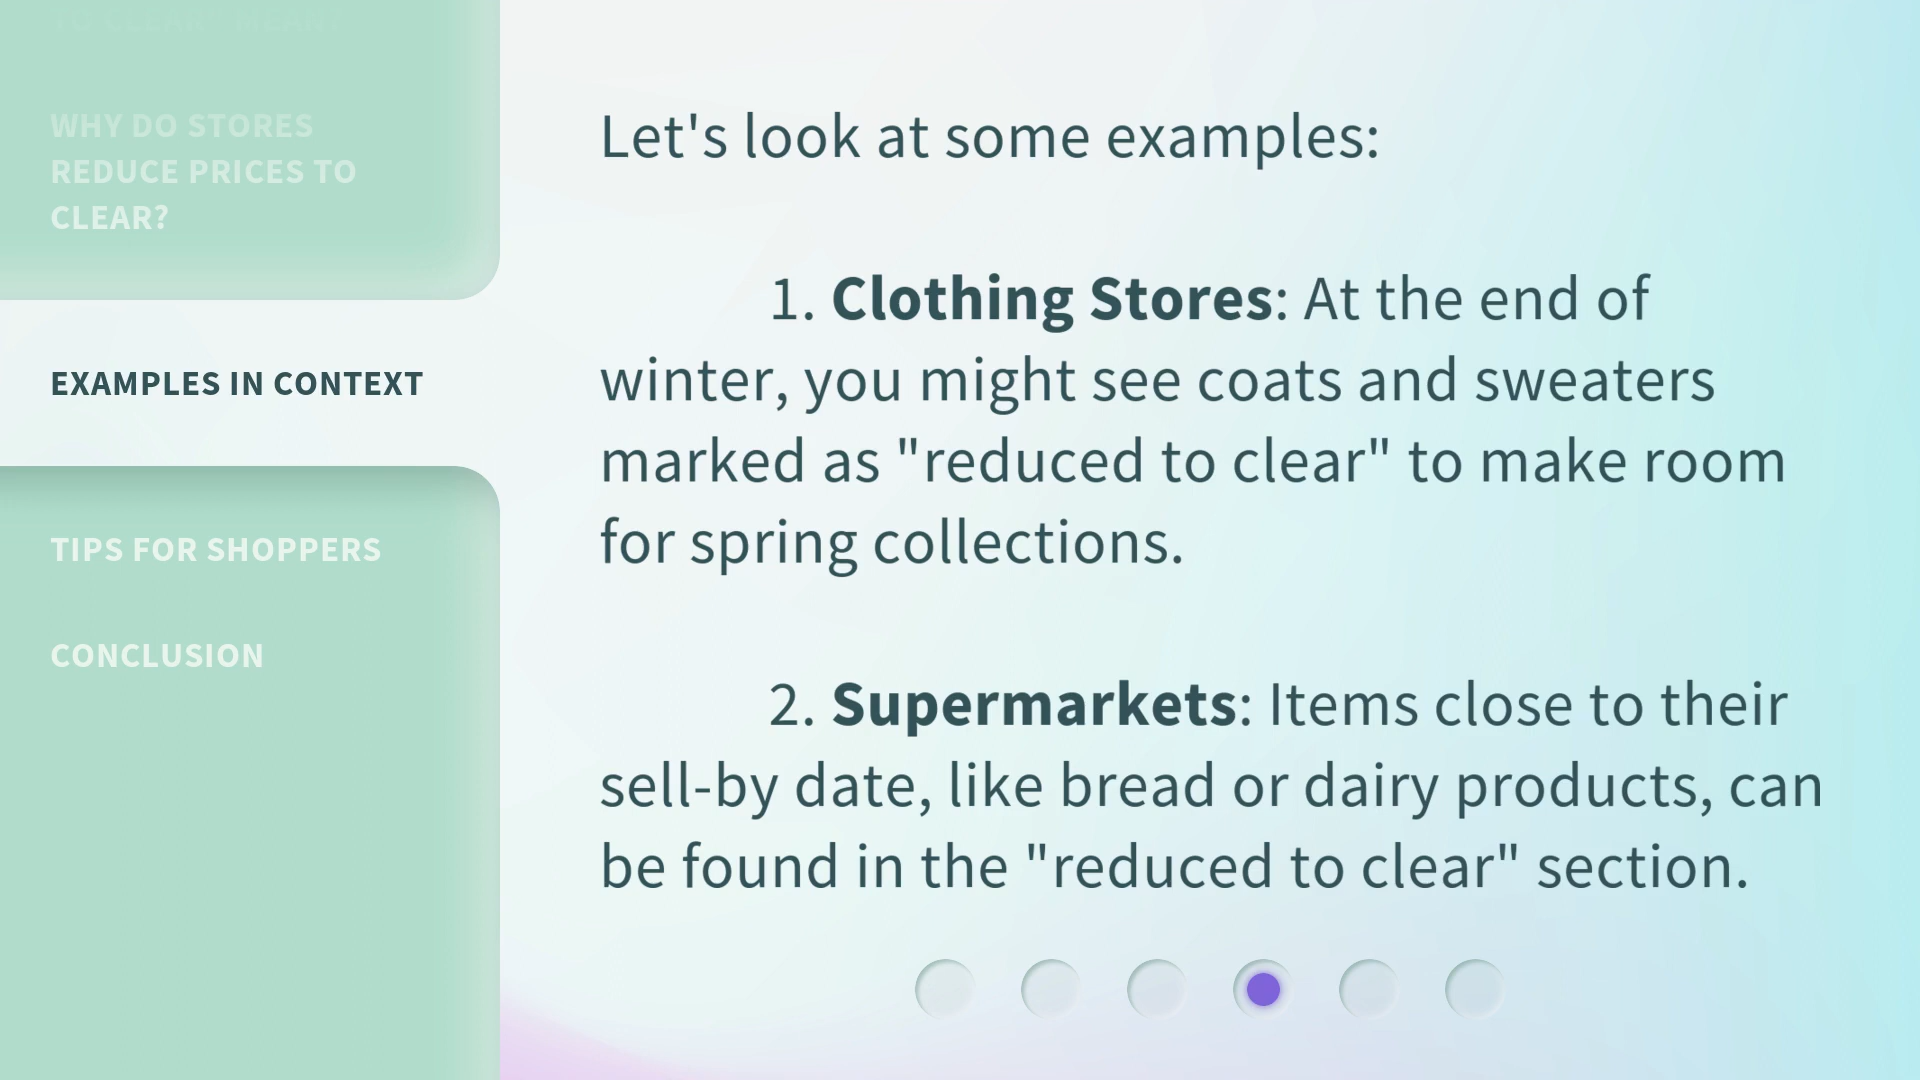 TO CLEAR" MEAN?
WHY DO STORES
REDUCE PRICES TO
CLEAR?
EXAMPLES IN CONTEXT
TIPS FOR SHOPPERS
CONCLUSION
Let's look at some examples:
1. Clothing Stores: At the end of
winter, you might see coats and sweaters
marked as "reduced to clear" to make room
for spring collections.
2. Supermarkets: Items close to their
sell-by date, like bread or dairy products, can
be found in the "reduced to clear" section.